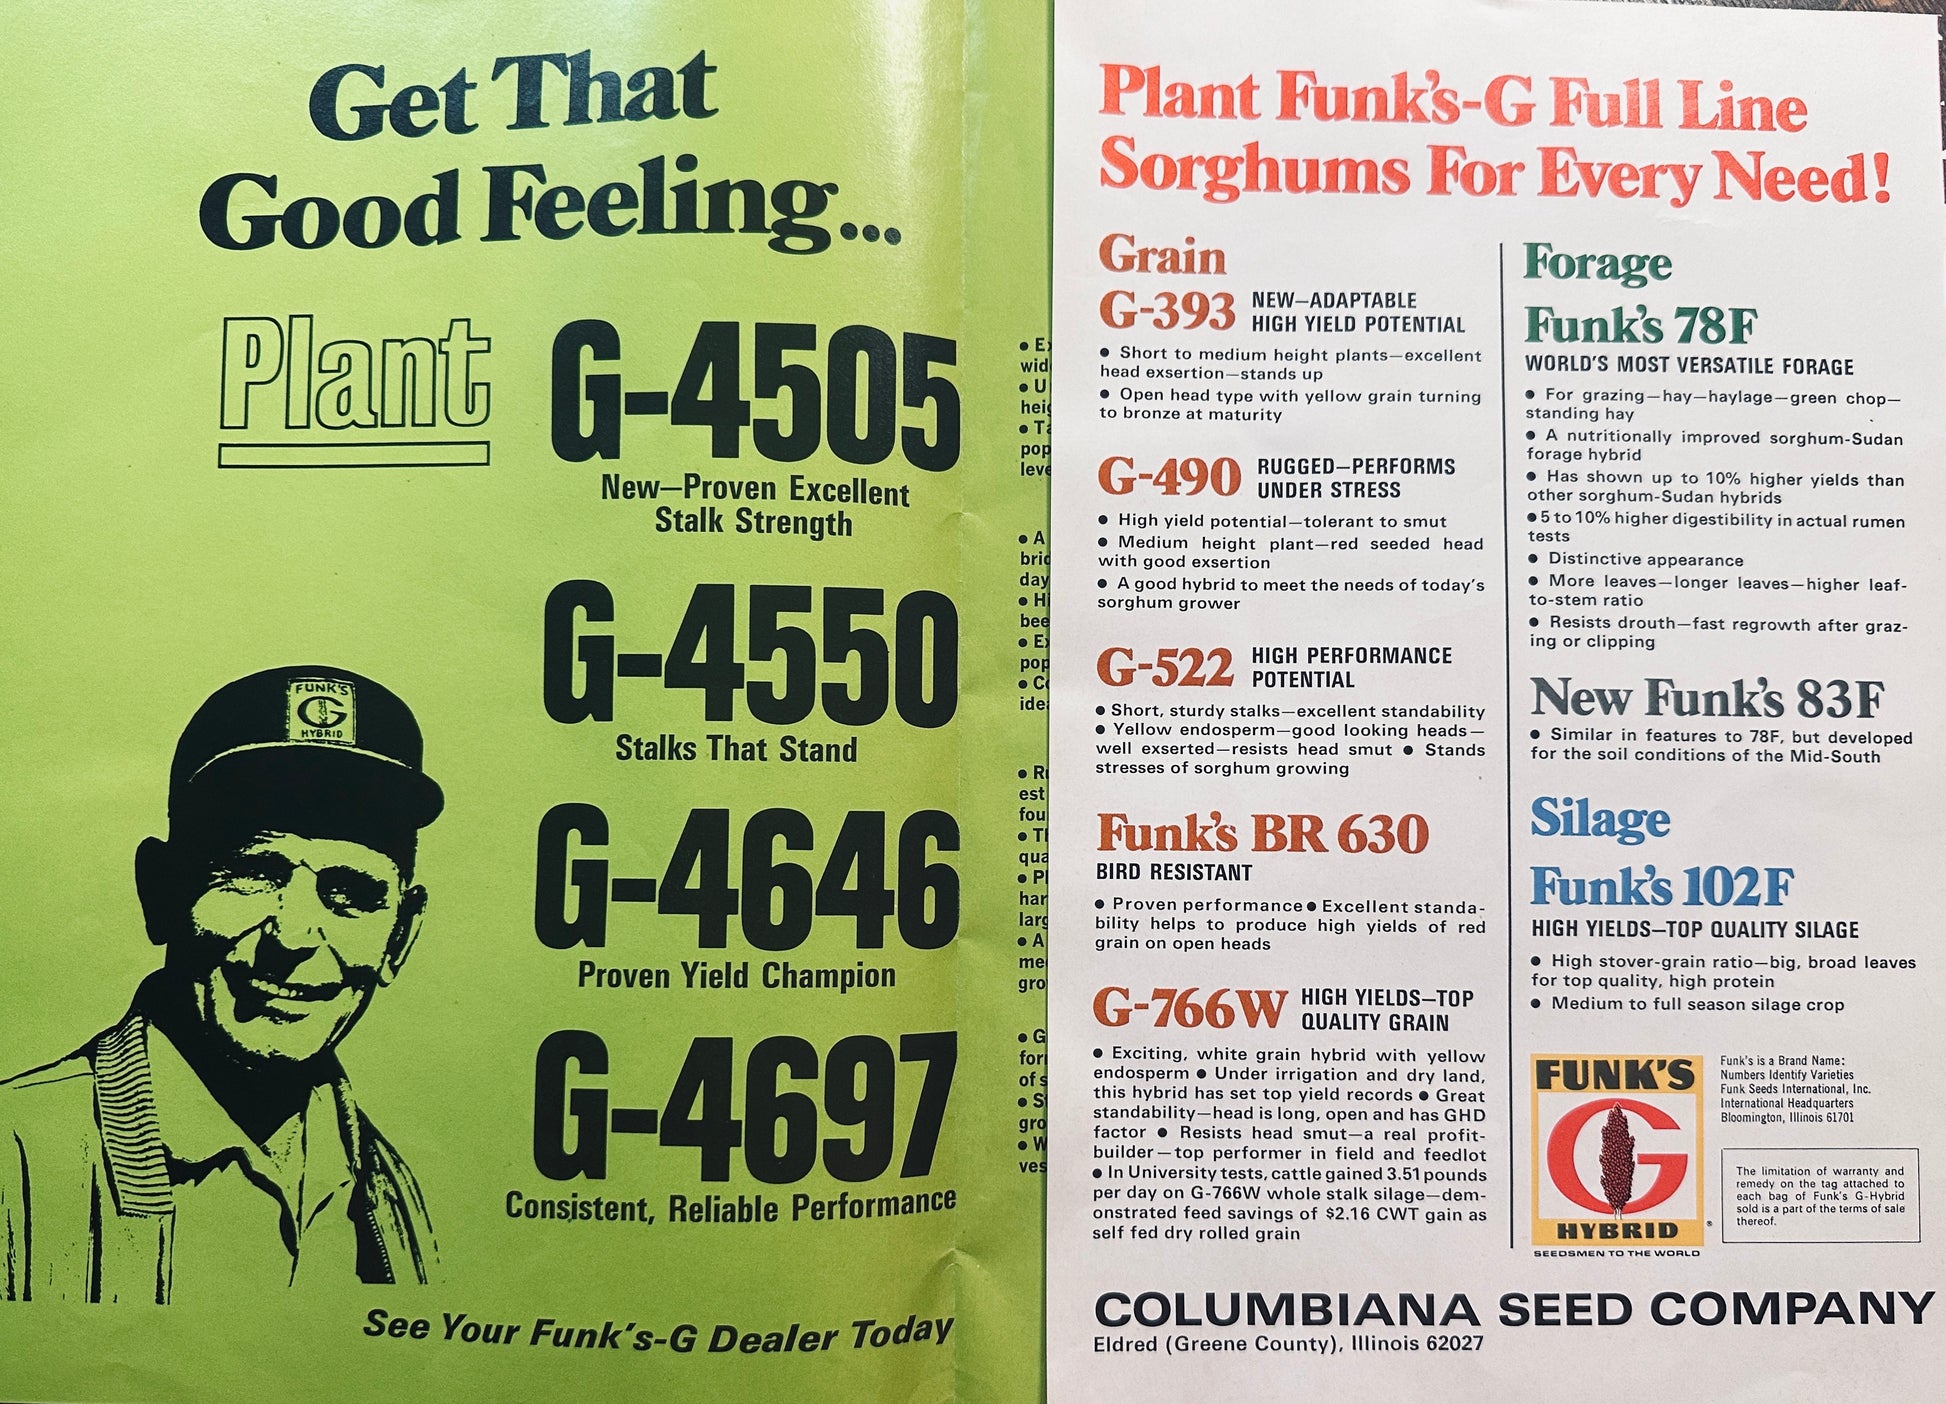 Get That
Good Feeling...
Plant
G-4505
New—Proven Excellent
Stalk Strength
G-4550
Stalks That Stand
G-4646
Proven Yield Champion
G-4697
Consistent, Reliable Performance
FUNK'S
G
HYBRID
See Your Funk's-G Dealer Today
Plant Funk's-G Full Line
Sorghums For Every Need!
Grain
G-393 NEW—ADAPTABLE
HIGH YIELD POTENTIAL
● Short to medium height plants—excellent
head exsertion—stands up
● Open head type with yellow grain turning
to bronze at maturity
G-490 RUGGED—PERFORMS
UNDER STRESS
● High yield potential—tolerant to smut
● Medium height plant—red seeded head
with good exsertion
● A good hybrid to meet the needs of today's
sorghum grower
G-522 HIGH PERFORMANCE
POTENTIAL
● Short, sturdy stalks—excellent standability
● Yellow endosperm—good looking heads—
well exserted—resists head smut ● Stands
stresses of sorghum growing
Funk's BR 630
BIRD RESISTANT
● Proven performance ● Excellent standa-
bility helps to produce high yields of red
grain on open heads
G-766W HIGH YIELDS—TOP
QUALITY GRAIN
● Exciting, white grain hybrid with yellow
endosperm ● Under irrigation and dry land,
this hybrid has set top yield records ● Great
standability—head is long, open and has GHD
factor ● Resists head smut—a real profit-
builder—top performer in field and feedlot
● In University tests, cattle gained 3.51 pounds
per day on G-766W whole stalk silage—dem-
onstrated feed savings of $2.16 CWT gain as
self fed dry rolled grain
Forage
Funk's 78F
WORLD'S MOST VERSATILE FORAGE
● For grazing—hay—haylage—green chop—
standing hay
● A nutritionally improved sorghum-Sudan
forage hybrid
● Has shown up to 10% higher yields than
other sorghum-Sudan hybrids
● 5 to 10% higher digestibility in actual rumen
tests
● Distinctive appearance
● More leaves—longer leaves—higher leaf-
to-stem ratio
● Resists drouth—fast regrowth after graz-
ing or clipping
New Funk's 83F
● Similar in features to 78F, but developed
for the soil conditions of the Mid-South
Silage
Funk's 102F
HIGH YIELDS—TOP QUALITY SILAGE
● High stover-grain ratio—big, broad leaves
for top quality, high protein
● Medium to full season silage crop
FUNK'S
G
HYBRID
®
SEEDSMEN TO THE WORLD
Funk's is a Brand Name:
Numbers Identify Varieties
Funk Seeds International, Inc.
International Headquarters
Bloomington, Illinois 61701
The limitation of warranty and
remedy on the tag attached to
each bag of Funk's G-Hybrid
sold is a part of the terms of sale
thereof.
COLUMBIANA SEED COMPANY
Eldred (Greene County), Illinois 62027